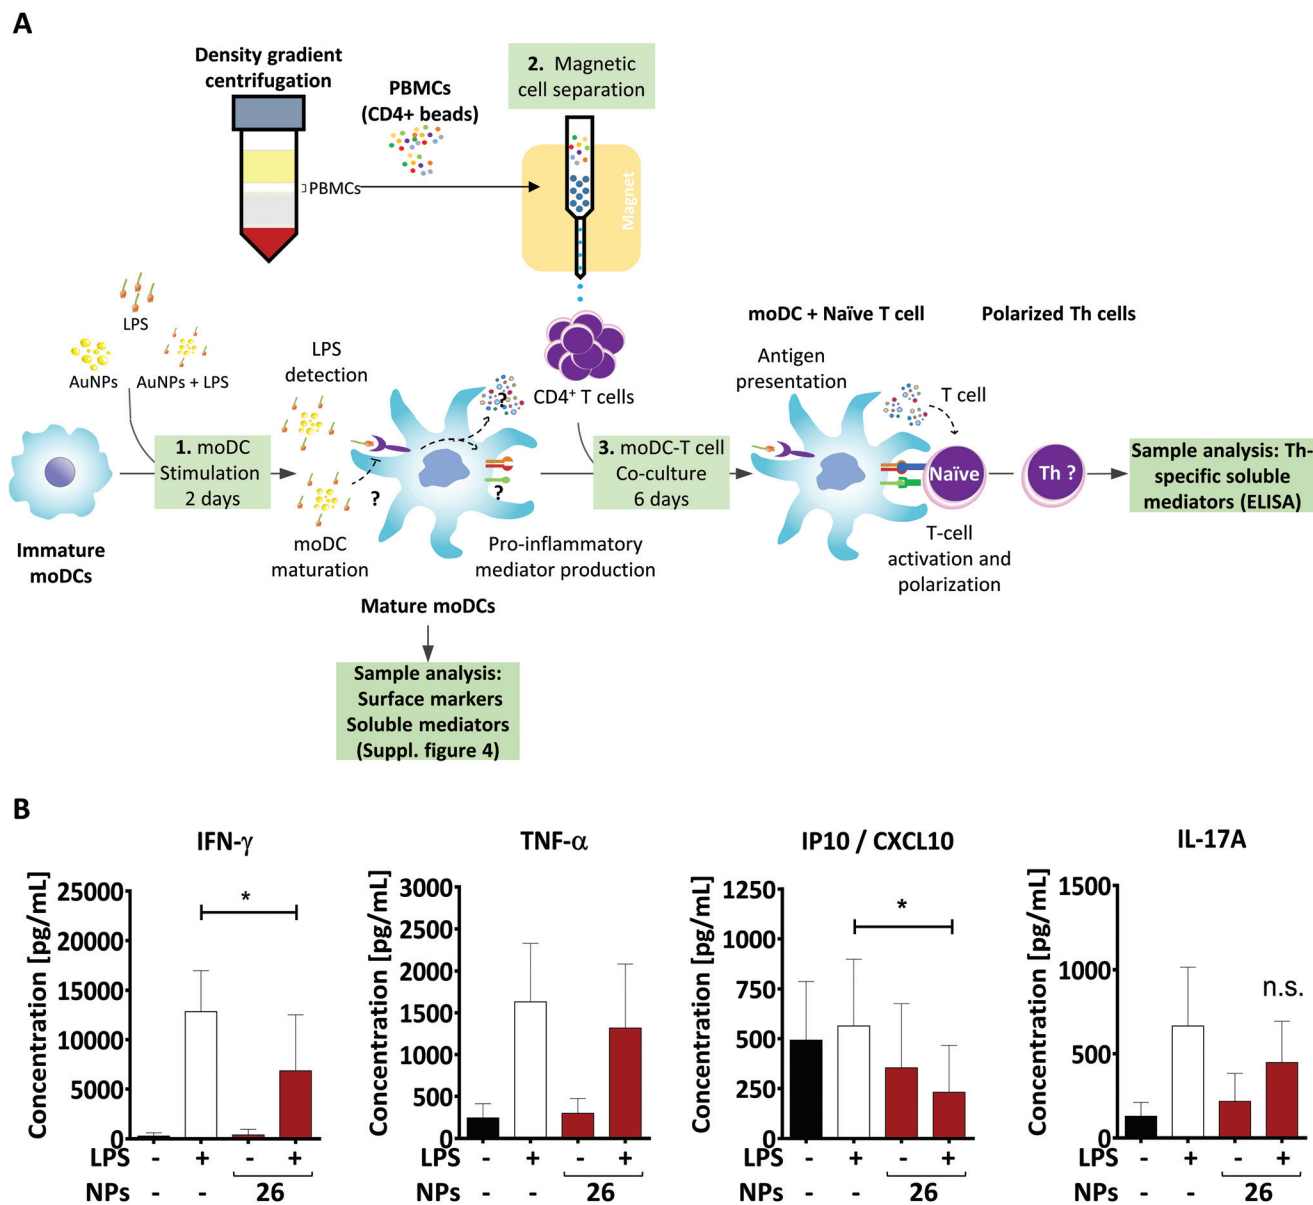 A
Density gradient
centrifugation
PBMCs
(CD4+ beads)
2. Magnetic
cell separation
PBMCs
Magnet
LPS
AuNPs
AuNPs + LPS
LPS
detection
?
CD4⁺ T cells
moDC + Naïve T cell
Polarized Th cells
Antigen
presentation
T cell
1. moDC
Stimulation
2 days
3. moDC-T cell
Co-culture
6 days
Naïve
Th ?
Sample analysis: Th-
specific soluble
mediators (ELISA)
?
?
Immature
moDCs
moDC
maturation
Pro-inflammatory
mediator production
T-cell
activation and
polarization
Mature moDCs
Sample analysis:
Surface markers
Soluble mediators
(Suppl. figure 4)
B
IFN-γ
Concentration [pg/mL]
25000
20000
15000
10000
5000
0
*
LPS - + - +
NPs - - 26
TNF-α
Concentration [pg/mL]
3000
2500
2000
1500
1000
500
0
- + - +
- - 26
IP10 / CXCL10
Concentration [pg/mL]
1250
1000
750
500
250
0
*
LPS - + - +
NPs - - 26
IL-17A
Concentration [pg/mL]
1500
1000
500
0
n.s.
- + - +
- - 26